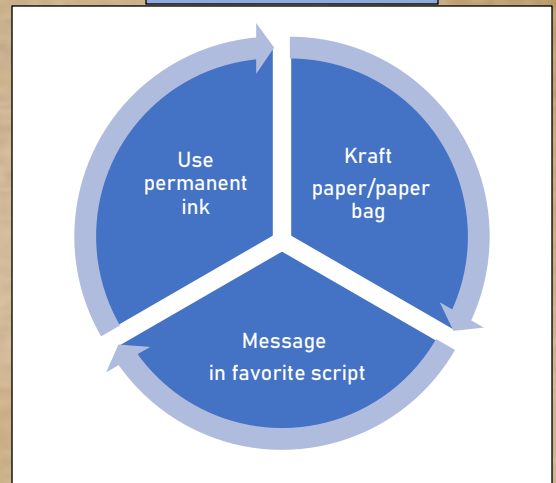 Use
permanent
ink
Kraft
paper/paper
bag
Message
in favorite script